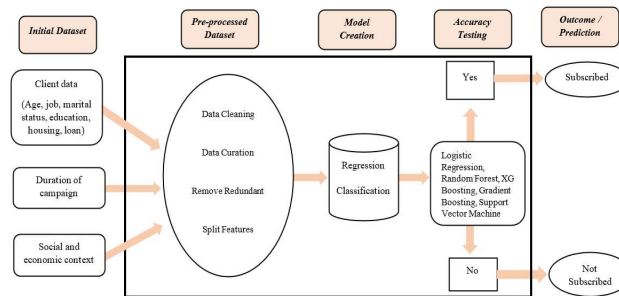 Initial Dataset
Pre-processed
Dataset
Model
Creation
Accuracy
Testing
Outcome /
Prediction
Client data
(Age, job, marital
status, education,
housing, loan)
Duration of
campaign
Social and
economic context
Data Cleaning
Data Curation
Remove Redundant
Split Features
Regression
Classification
Yes
Logistic
Regression,
Random Forest, XG
Boosting, Gradient
Boosting, Support
Vector Machine
No
Subscribed
Not
Subscribed